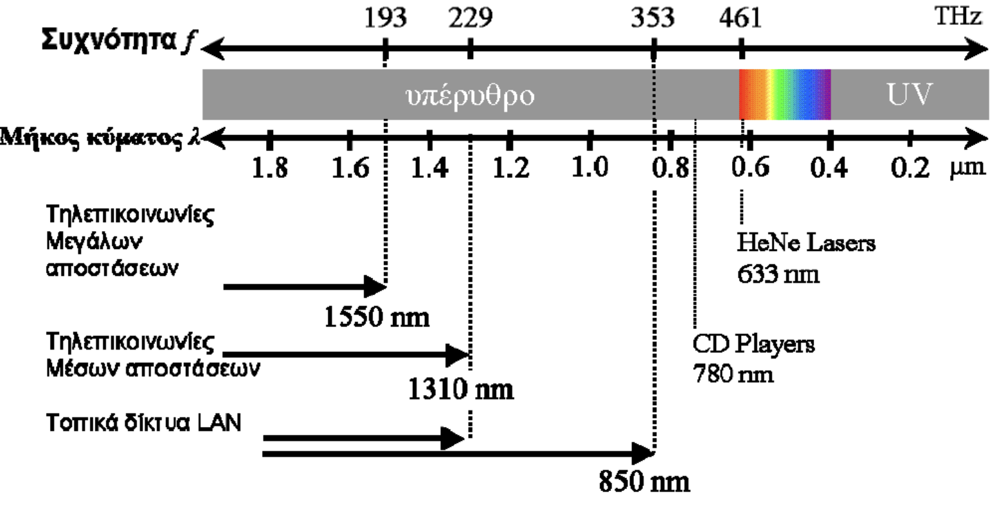 193 229 353 461 THz
Συχνότητα f
υπέρυθρο UV
Μήκος κύματος λ
1.8 1.6 1.4 1.2 1.0 0.8 0.6 0.4 0.2 μm
Τηλεπικοινωνίες
Μεγάλων
αποστάσεων
1550 nm
HeNe Lasers
633 nm
Τηλεπικοινωνίες
Μέσων αποστάσεων
1310 nm
CD Players
780 nm
Τοπικά δίκτυα LAN
850 nm